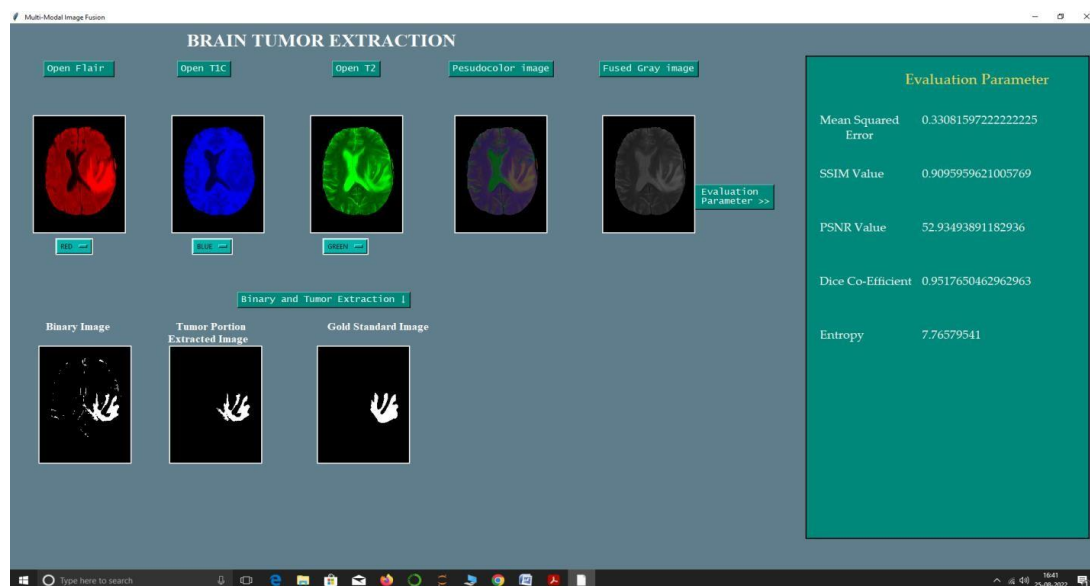 Multi-Modal Image Fusion
BRAIN TUMOR EXTRACTION
Open Flair
Open T1C
Open T2
Pesudocolor image
Fused Gray image
RED
BLUE
GREEN
Evaluation
Parameter >>
Binary and Tumor Extraction ↓
Binary Image
Tumor Portion
Extracted Image
Gold Standard Image
Evaluation Parameter
Mean Squared
Error
0.33081597222222225
SSIM Value
0.9095959621005769
PSNR Value
52.93493891182936
Dice Co-Efficient
0.9517650462962963
Entropy
7.76579541
Type here to search
16:41
25-08-2022